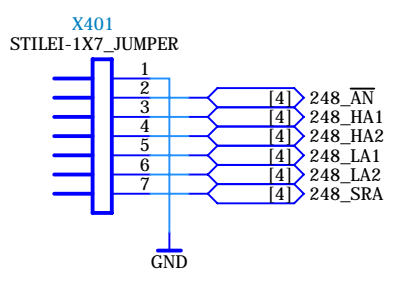 X401
STILEI-1X7_JUMPER
1
2 [4] 248_A̅N̅
3 [4] 248_HA1
4 [4] 248_HA2
5 [4] 248_LA1
6 [4] 248_LA2
7 [4] 248_SRA
GND